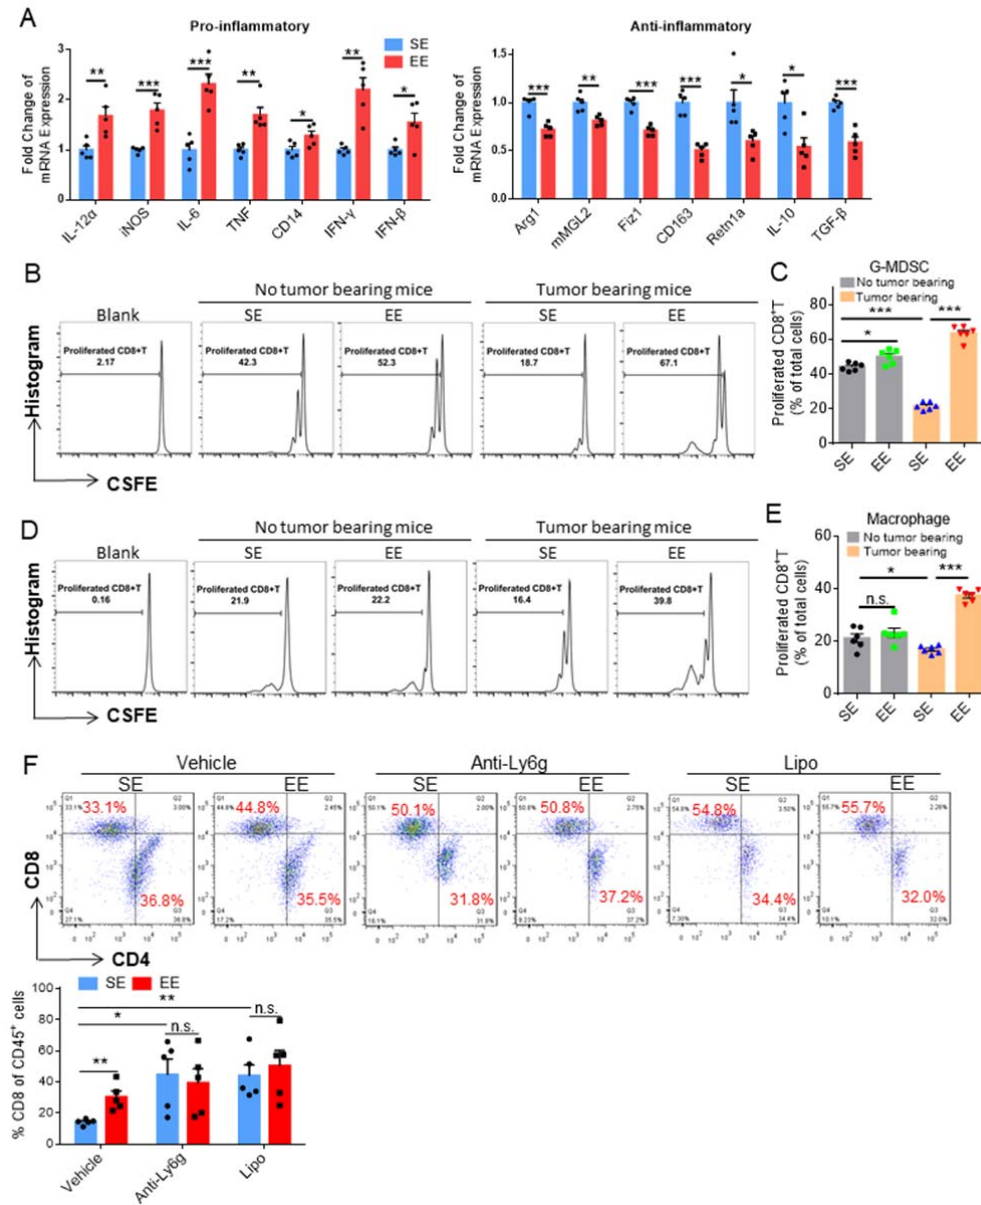 A
Pro-inflammatory
SE
EE
Fold Change of
mRNA Expression
3
2
1
0
** *** *** ** * ** *
IL-12α iNOS IL-6 TNF CD14 IFN-γ IFN-β
Anti-inflammatory
Fold Change of
mRNA Expression
1.5
1.0
0.5
0.0
*** ** *** *** * * ***
Arg1 mMGL2 Fiz1 CD163 Retn1a IL-10 TGF-β
B
No tumor bearing mice Tumor bearing mice
Blank SE EE SE EE
Histogram
Proliferated CD8+T
2.17
Proliferated CD8+T
42.3
Proliferated CD8+T
52.3
Proliferated CD8+T
18.7
Proliferated CD8+T
67.1
CSFE
C
G-MDSC
No tumor bearing
Tumor bearing
Proliferated CD8⁺T
(% of total cells)
80
60
40
20
0
*** ***
*
SE EE SE EE
D
No tumor bearing mice Tumor bearing mice
Blank SE EE SE EE
Histogram
Proliferated CD8+T
0.16
Proliferated CD8+T
21.9
Proliferated CD8+T
22.2
Proliferated CD8+T
16.4
Proliferated CD8+T
39.8
CSFE
E
Macrophage
No tumor bearing
Tumor bearing
Proliferated CD8⁺T
(% of total cells)
60
40
20
0
* ***
n.s.
SE EE SE EE
F
Vehicle Anti-Ly6g Lipo
SE EE SE EE SE EE
CD8
33.1% 44.8% 50.1% 50.8% 54.8% 55.7%
36.8% 35.5% 31.8% 37.2% 34.4% 32.0%
CD4
SE EE
% CD8 of CD45⁺ cells
100
80
60
40
20
0
**
* n.s. n.s.
**
Vehicle Anti-Ly6g Lipo